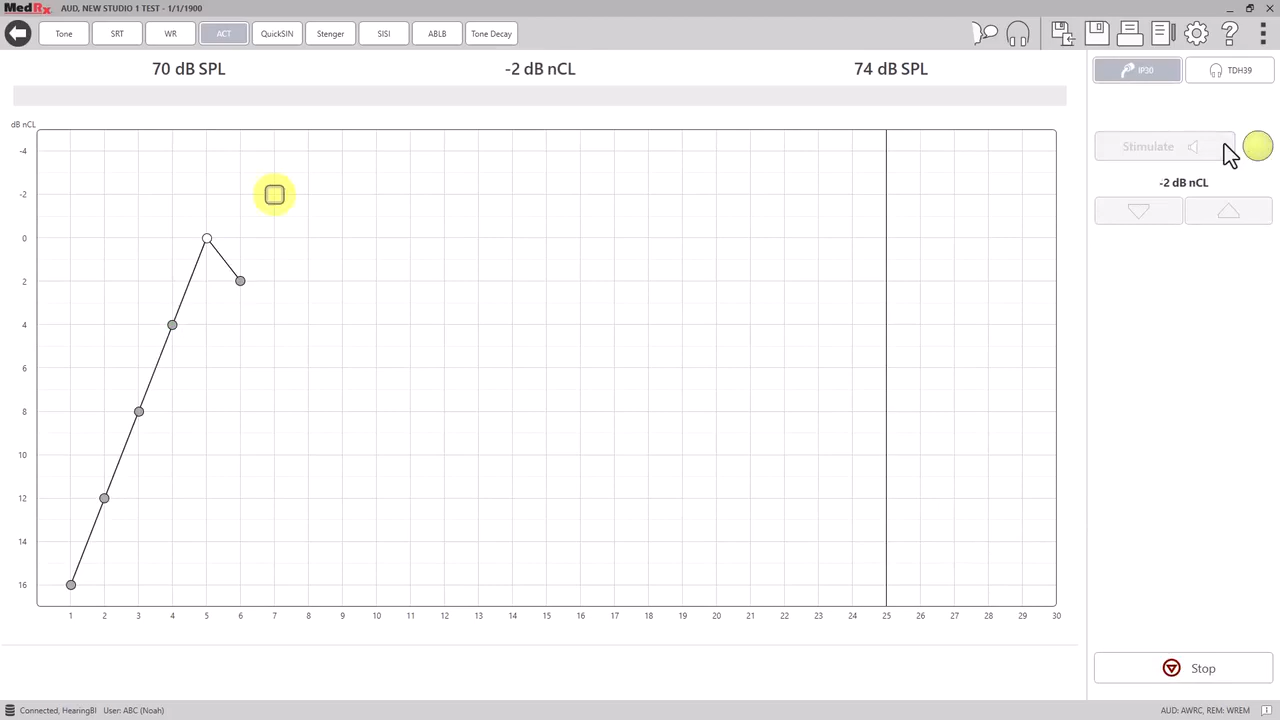 MedRx AUD, NEW STUDIO 1 TEST - 1/1/1900
Tone SRT WR ACT QuickSIN Stenger SISI ABLB Tone Decay
70 dB SPL -2 dB nCL 74 dB SPL
IP30 TDH39
dB nCL
Stimulate
-2 dB nCL
-4
-2
0
2
4
6
8
10
12
14
16
1 2 3 4 5 6 7 8 9 10 11 12 13 14 15 16 17 18 19 20 21 22 23 24 25 26 27 28 29 30
Stop
Connected, HearingBI User: ABC (Noah) AUD: AWRC, REM: WREM